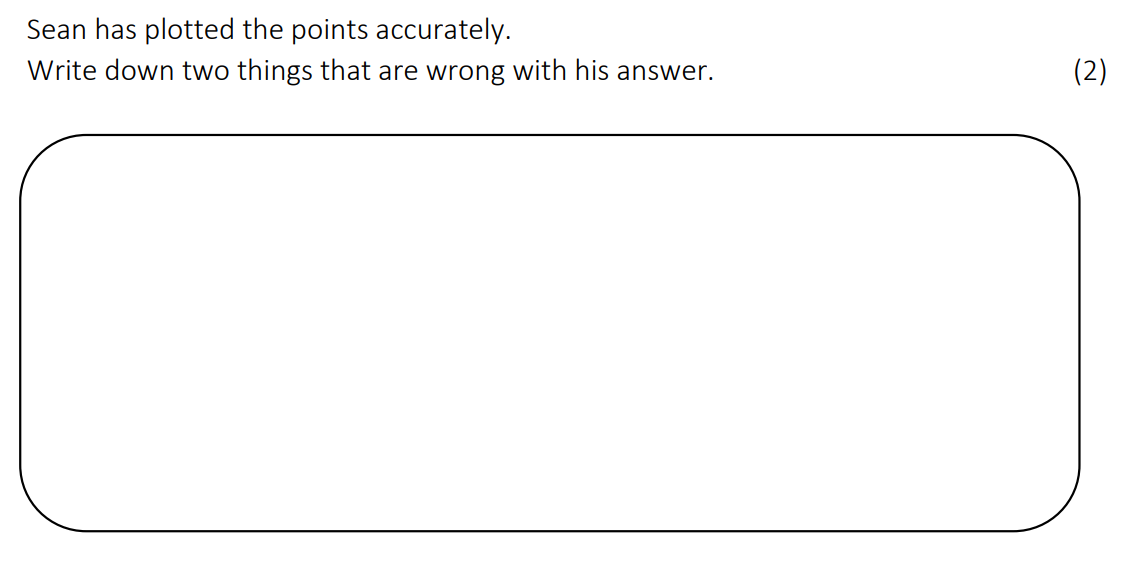 Sean has plotted the points accurately.
Write down two things that are wrong with his answer. (2)